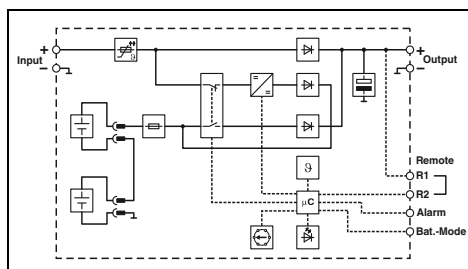 + +
Input Output
− −
ϑ
=
=
Remote
ϑ R1
R2
µC
Alarm
Bat.-Mode